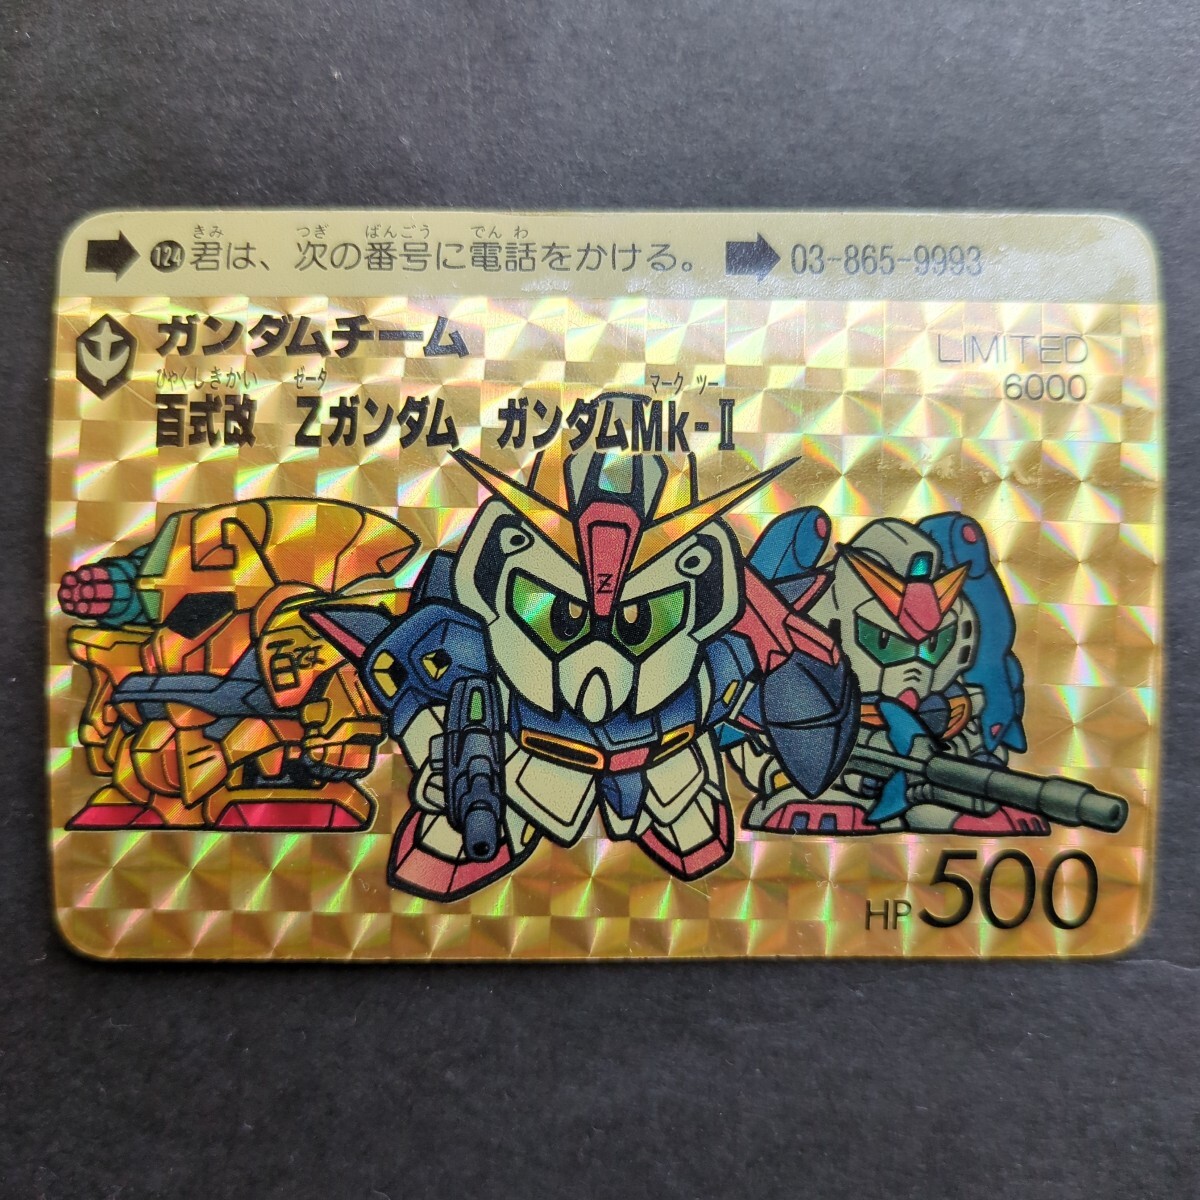 きみ つぎ ばんごう でんわ
124 君は、次の番号に電話をかける。 03-865-9993
ガンダムチーム
LIMITED
6000
ひゃくしきかい ゼータ マークツー
百式改 Zガンダム ガンダムMk-II
Z
百改
HP 500